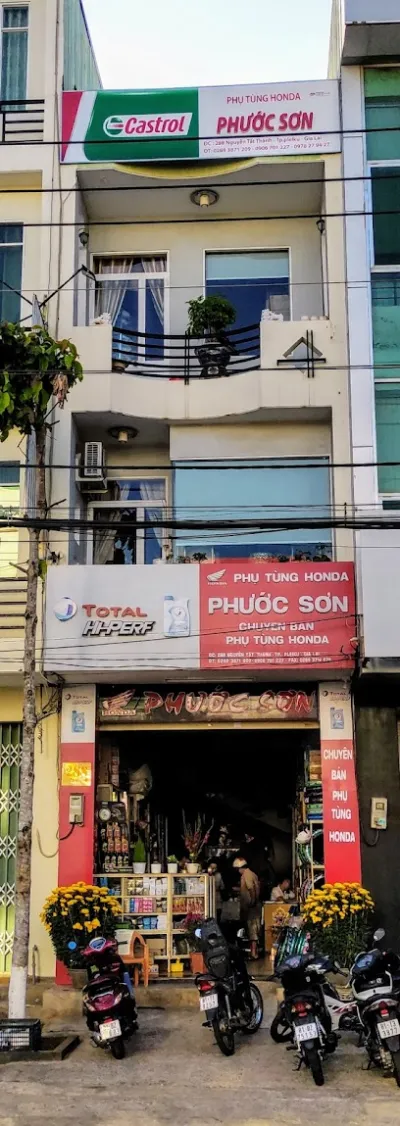 Castrol
PHỤ TÙNG HONDA
PHƯỚC SƠN
TOTAL
HI-PERF
PHỤ TÙNG HONDA
PHƯỚC SƠN
CHUYÊN BÁN
PHỤ TÙNG HONDA
HONDA
PHƯỚC SƠN
CHUYÊN
BÁN
PHỤ
TÙNG
HONDA